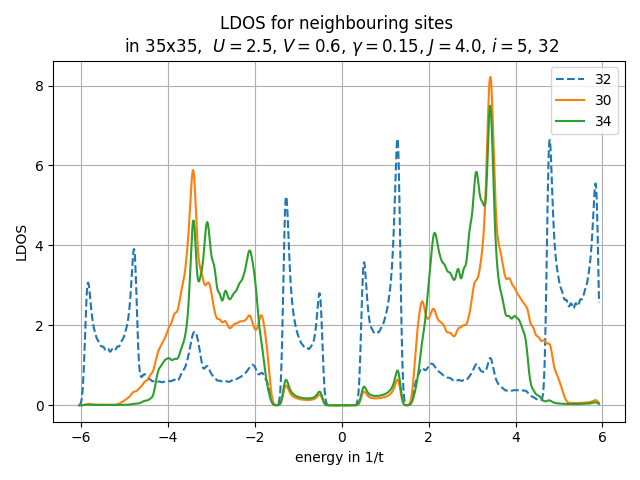 LDOS for neighbouring sites
in 35x35, U = 2.5, V = 0.6, γ = 0.15, J = 4.0, i = 5, 32
32
30
34
8
6
4
2
0
LDOS
−6 −4 −2 0 2 4 6
energy in 1/t